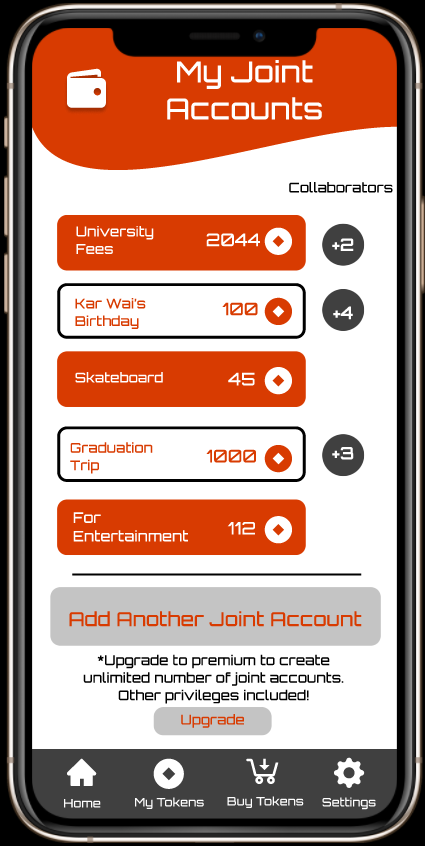 My Joint
Accounts
Collaborators
University
Fees
2044
+2
Kar Wai's
Birthday
100
+4
Skateboard
45
Graduation
Trip
1000
+3
For
Entertainment
112
Add Another Joint Account
*Upgrade to premium to create
unlimited number of joint accounts.
Other privileges included!
Upgrade
Home
My Tokens
Buy Tokens
Settings